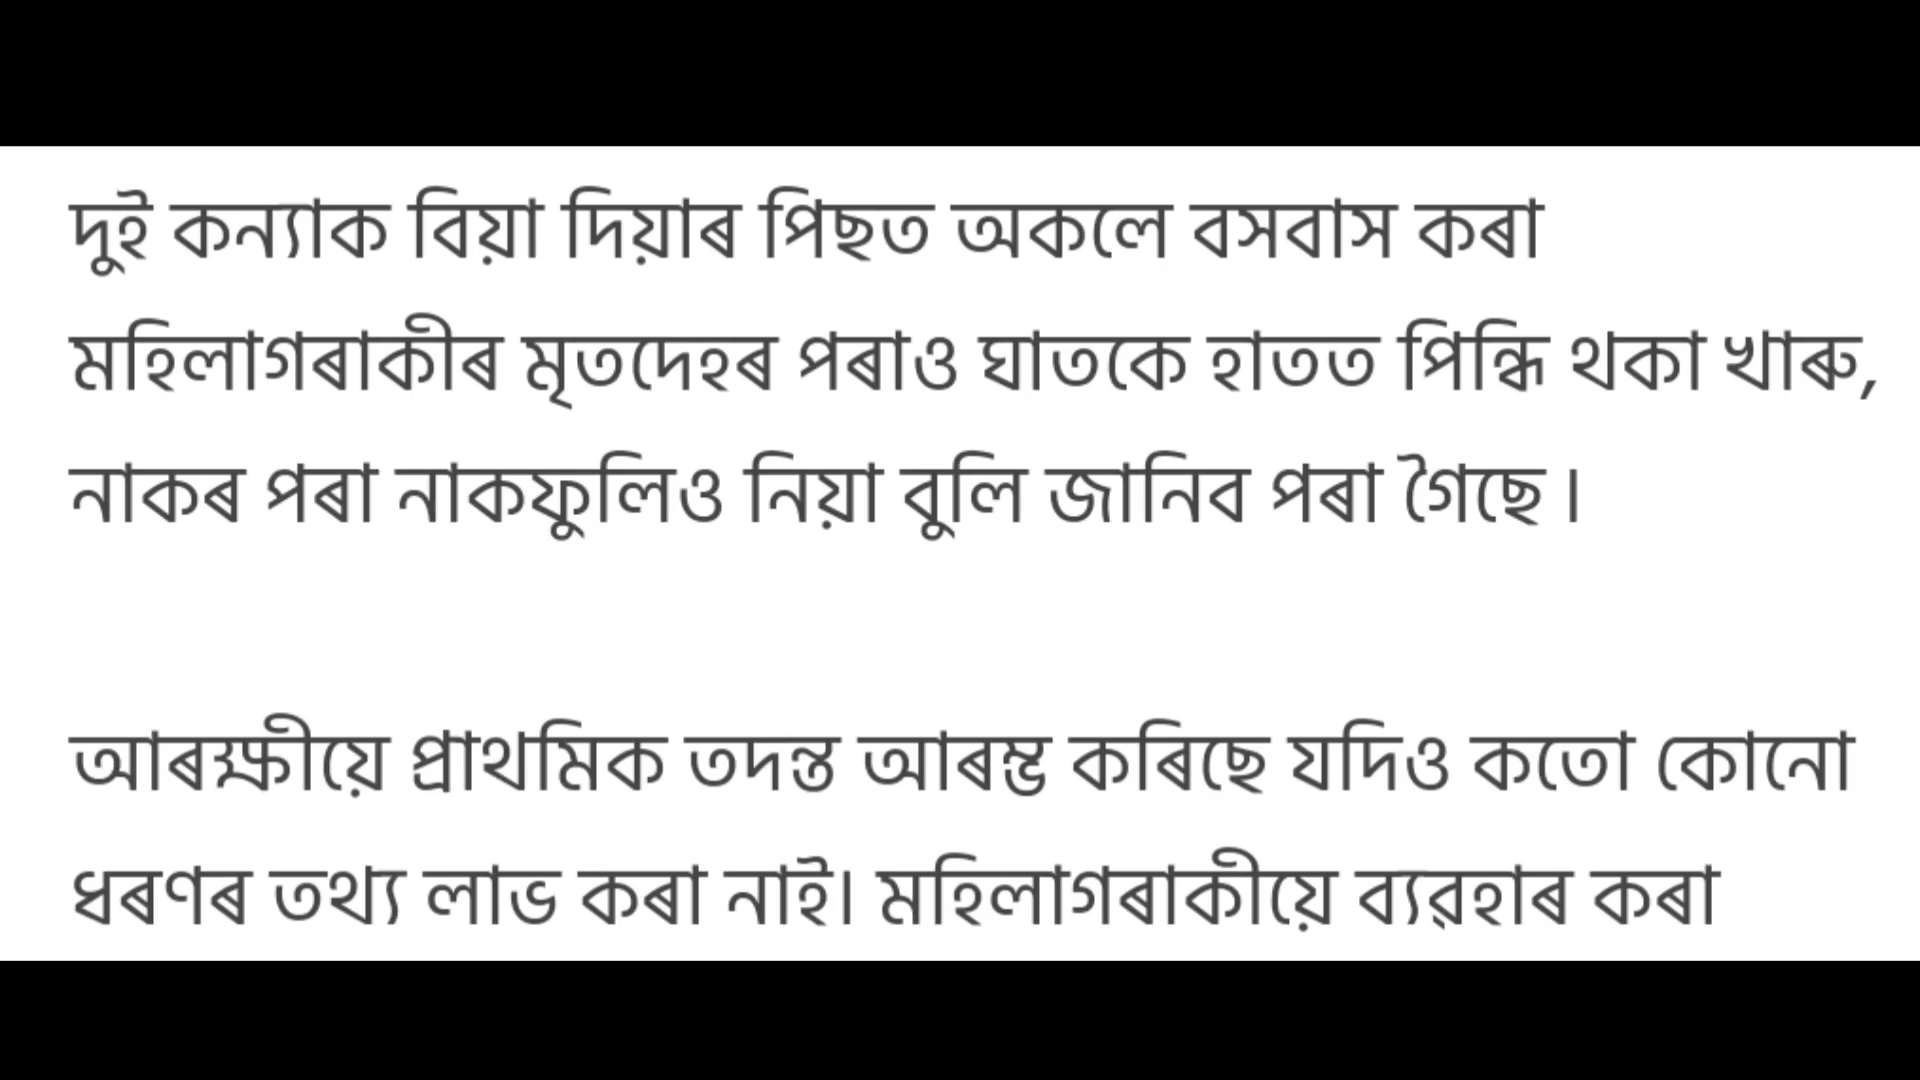 দুই কন্যাক বিয়া দিয়াৰ পিছত অকলে বসবাস কৰা
মহিলাগৰাকীৰ মৃতদেহৰ পৰাও ঘাতকে হাতত পিন্ধি থকা খাৰু,
নাকৰ পৰা নাকফুলিও নিয়া বুলি জানিব পৰা গৈছে ।
আৰক্ষীয়ে প্ৰাথমিক তদন্ত আৰম্ভ কৰিছে যদিও কতো কোনো
ধৰণৰ তথ্য লাভ কৰা নাই। মহিলাগৰাকীয়ে ব্যৱহাৰ কৰা